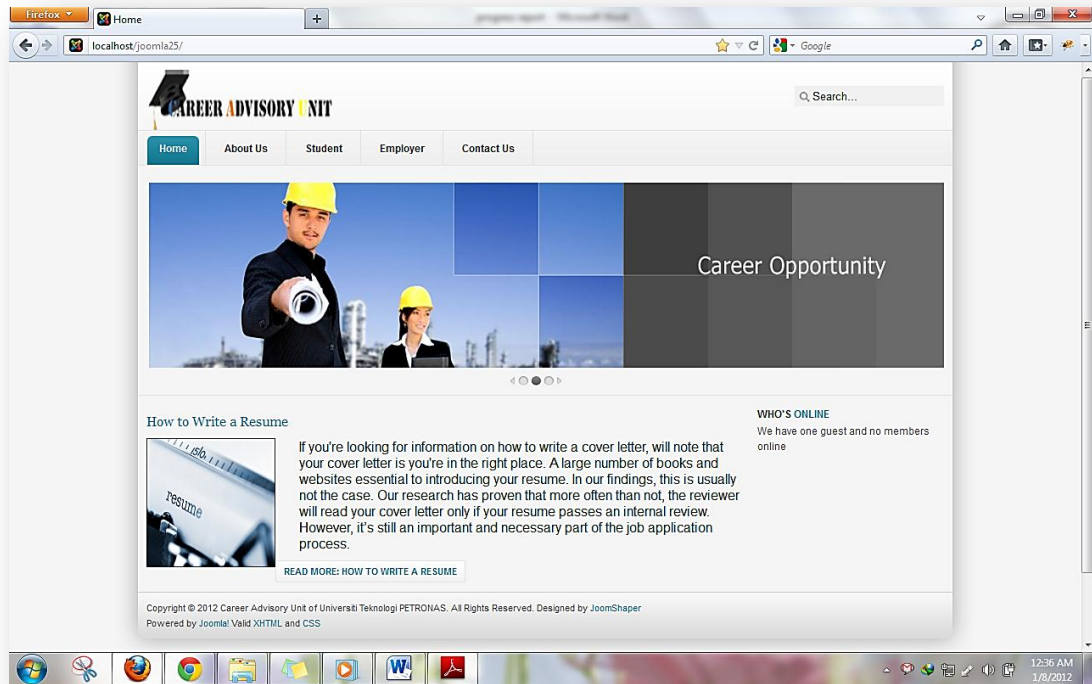 Firefox
Home
progress report - Microsoft Word
localhost/joomla25/
Google
CAREER ADVISORY UNIT
Search...
Home
About Us
Student
Employer
Contact Us
Career Opportunity
How to Write a Resume
resume
If you're looking for information on how to write a cover letter, will note that
your cover letter is you're in the right place. A large number of books and
websites essential to introducing your resume. In our findings, this is usually
not the case. Our research has proven that more often than not, the reviewer
will read your cover letter only if your resume passes an internal review.
However, it's still an important and necessary part of the job application
process.
READ MORE: HOW TO WRITE A RESUME
WHO'S ONLINE
We have one guest and no members
online
Copyright © 2012 Career Advisory Unit of Universiti Teknologi PETRONAS. All Rights Reserved. Designed by JoomShaper
Powered by Joomla! Valid XHTML and CSS
12:36 AM
1/8/2012